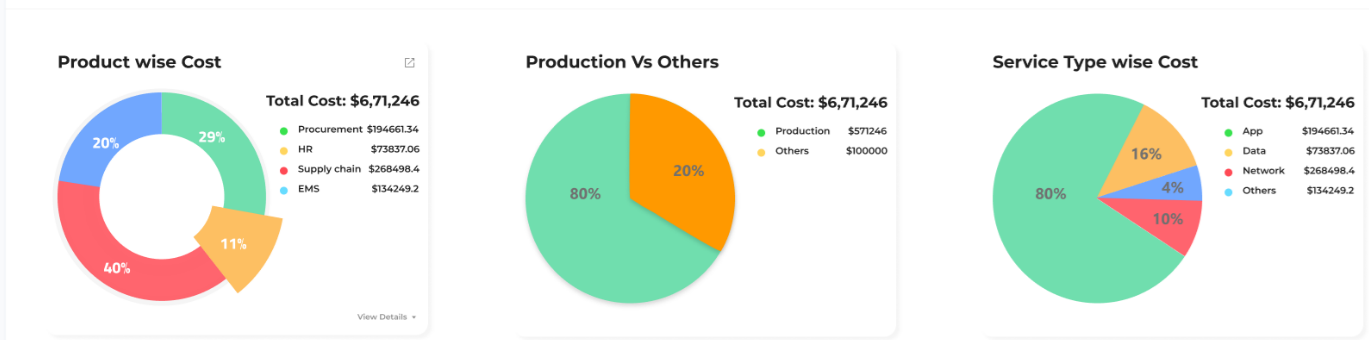 Product wise Cost
Total Cost: $6,71,246
Procurement $194661.34
HR $73837.06
Supply chain $268498.4
EMS $134249.2
29%
20%
11%
40%
View Details
Production Vs Others
Total Cost: $6,71,246
Production $571246
Others $100000
20%
80%
Service Type wise Cost
Total Cost: $6,71,246
App $194661.34
Data $73837.06
Network $268498.4
Others $134249.2
16%
4%
80%
10%